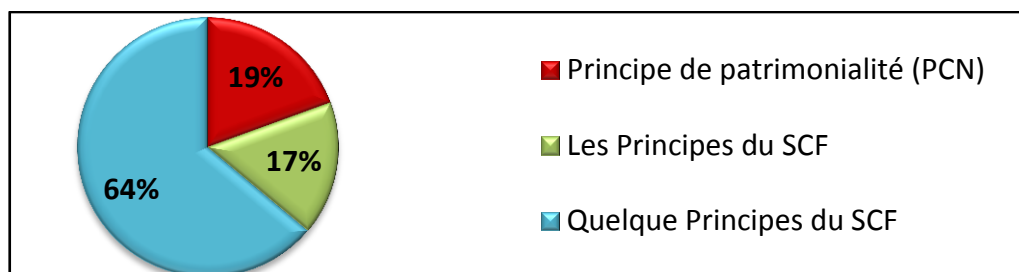 19%
17%
64%
Principe de patrimonialité (PCN)
Les Principes du SCF
Quelque Principes du SCF